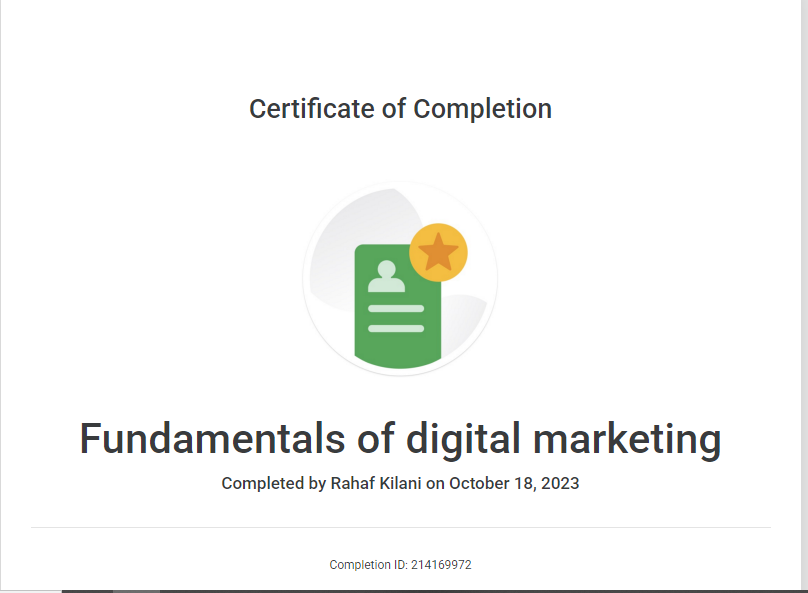 Certificate of Completion
Fundamentals of digital marketing
Completed by Rahaf Kilani on October 18, 2023
Completion ID: 214169972